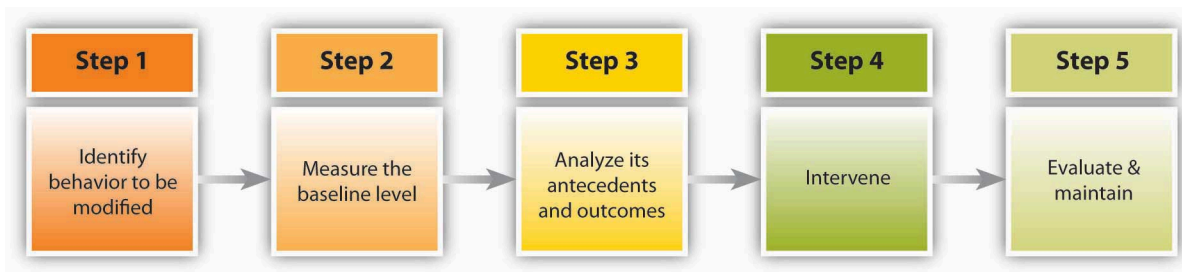 Step 1
Identify
behavior to be
modified
Step 2
Measure the
baseline level
Step 3
Analyze its
antecedents
and outcomes
Step 4
Intervene
Step 5
Evaluate &
maintain